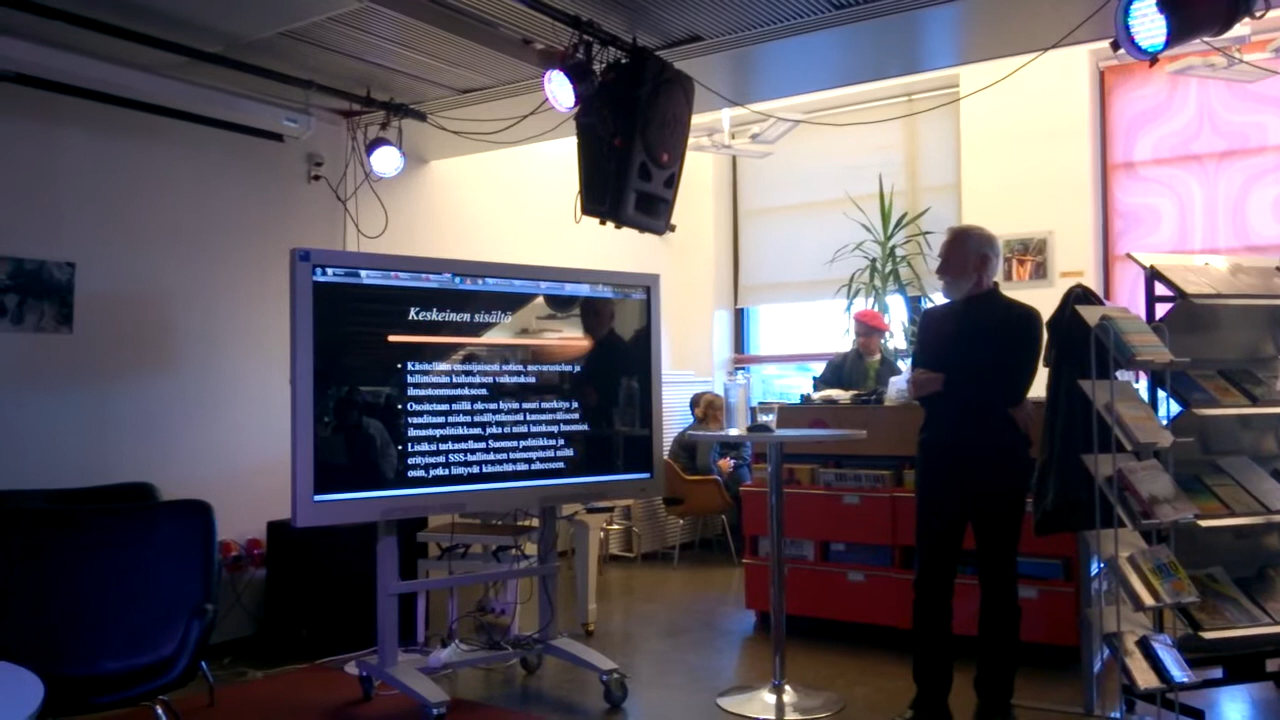 Keskeinen sisältö
• Käsitellään ensisijaisesti sotien, asevarustelun ja
hillittömän kulutuksen vaikutuksia
ilmastonmuutokseen.
• Osoitetaan niillä olevan hyvin suuri merkitys ja
vaaditaan niiden sisällyttämistä kansainväliseen
ilmastopolitiikkaan, joka ei niitä lainkaan huomioi.
• Lisäksi tarkastellaan Suomen politiikkaa ja
erityisesti SSS-hallituksen toimenpiteitä niiltä
osin, jotka liittyvät käsiteltävään aiheeseen.